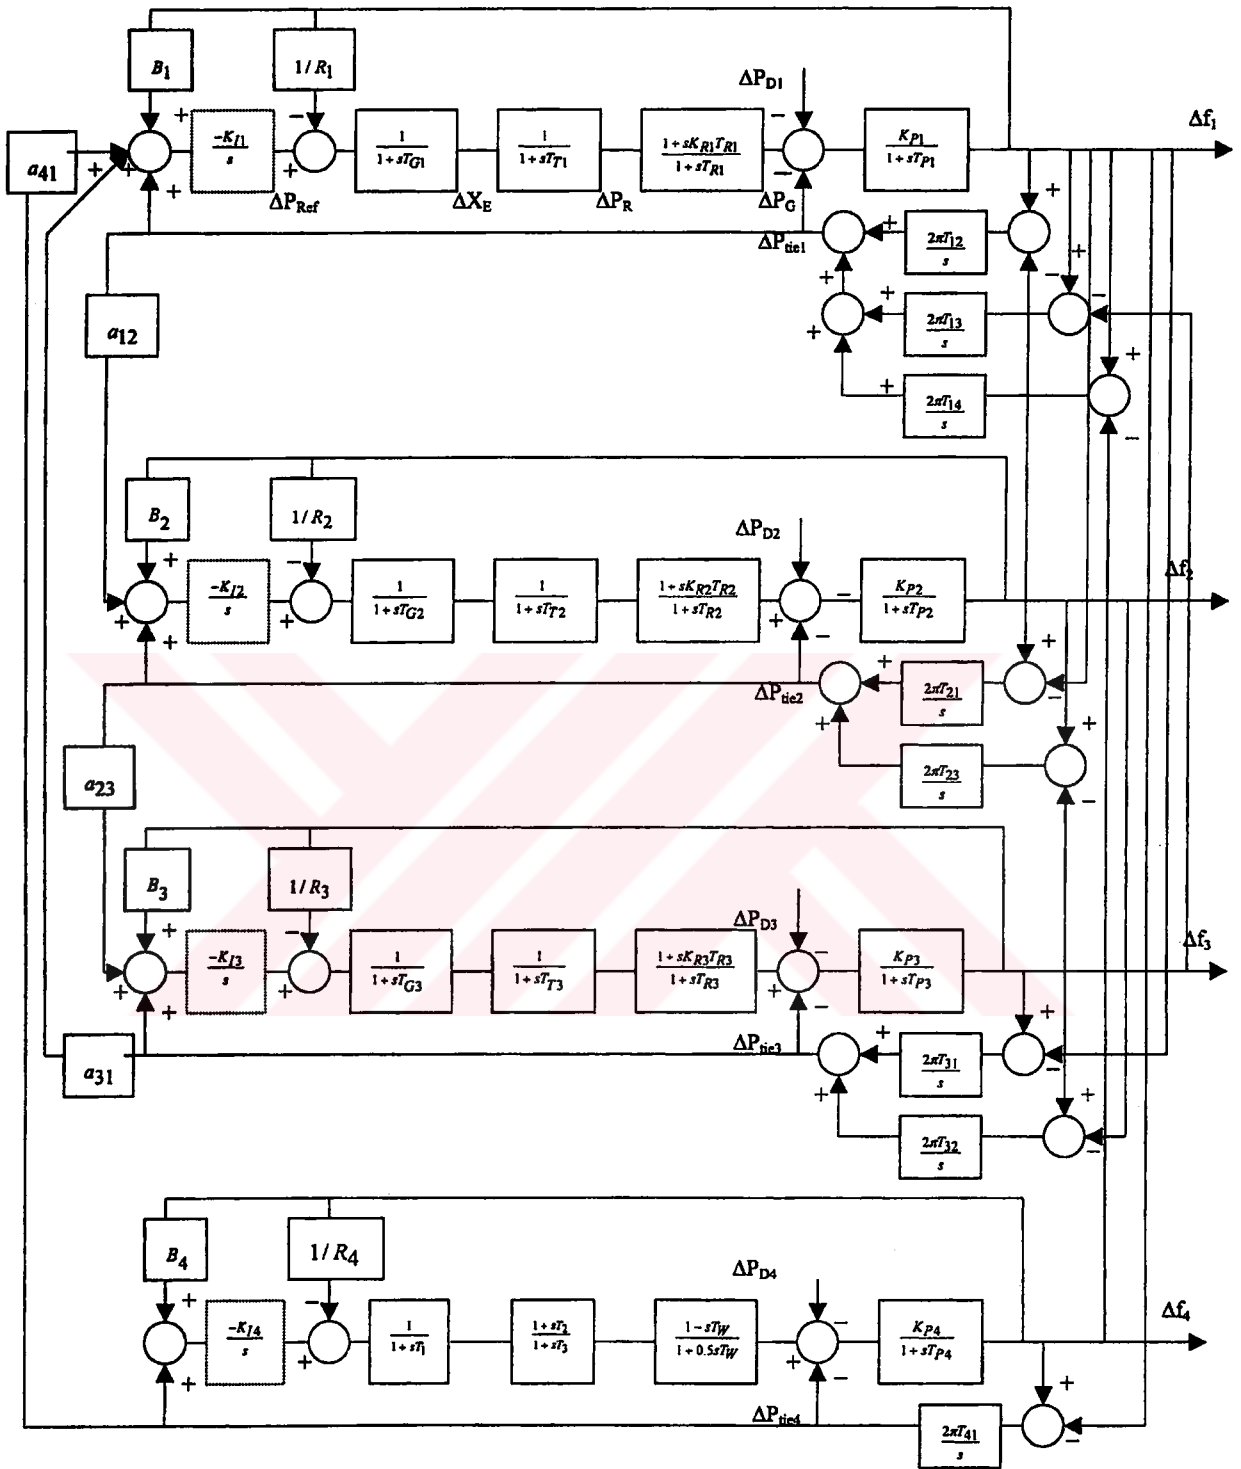 B1
1/R1
ΔPD1
Δf1
a41
-KI1/s
1/(1+sTG1)
1/(1+sTT1)
(1+sKR1TR1)/(1+sTR1)
KP1/(1+sTP1)
ΔPRef
ΔXE
ΔPR
ΔPG
ΔPtie1
2πT12/s
a12
2πT13/s
2πT14/s
B2
1/R2
ΔPD2
Δf2
-KI2/s
1/(1+sTG2)
1/(1+sTT2)
(1+sKR2TR2)/(1+sTR2)
KP2/(1+sTP2)
ΔPtie2
2πT21/s
a23
2πT23/s
B3
1/R3
ΔPD3
Δf3
-KI3/s
1/(1+sTG3)
1/(1+sTT3)
(1+sKR3TR3)/(1+sTR3)
KP3/(1+sTP3)
ΔPtie3
2πT31/s
a31
2πT32/s
B4
1/R4
ΔPD4
Δf4
-KI4/s
1/(1+sT1)
(1+sT2)/(1+sT3)
(1-sTW)/(1+0.5sTW)
KP4/(1+sTP4)
ΔPtie4
2πT41/s